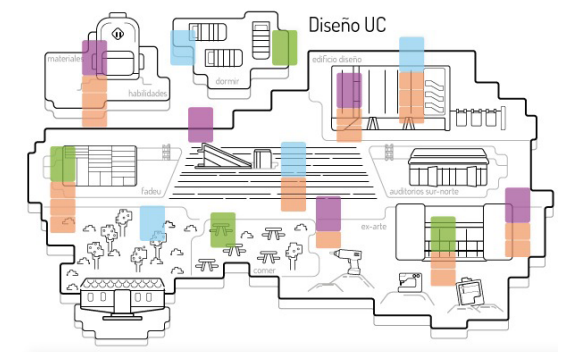 Diseño UC
materiales
habilidades
dormir
edificio diseño
fadeu
auditorios sur-norte
ex-arte
comer